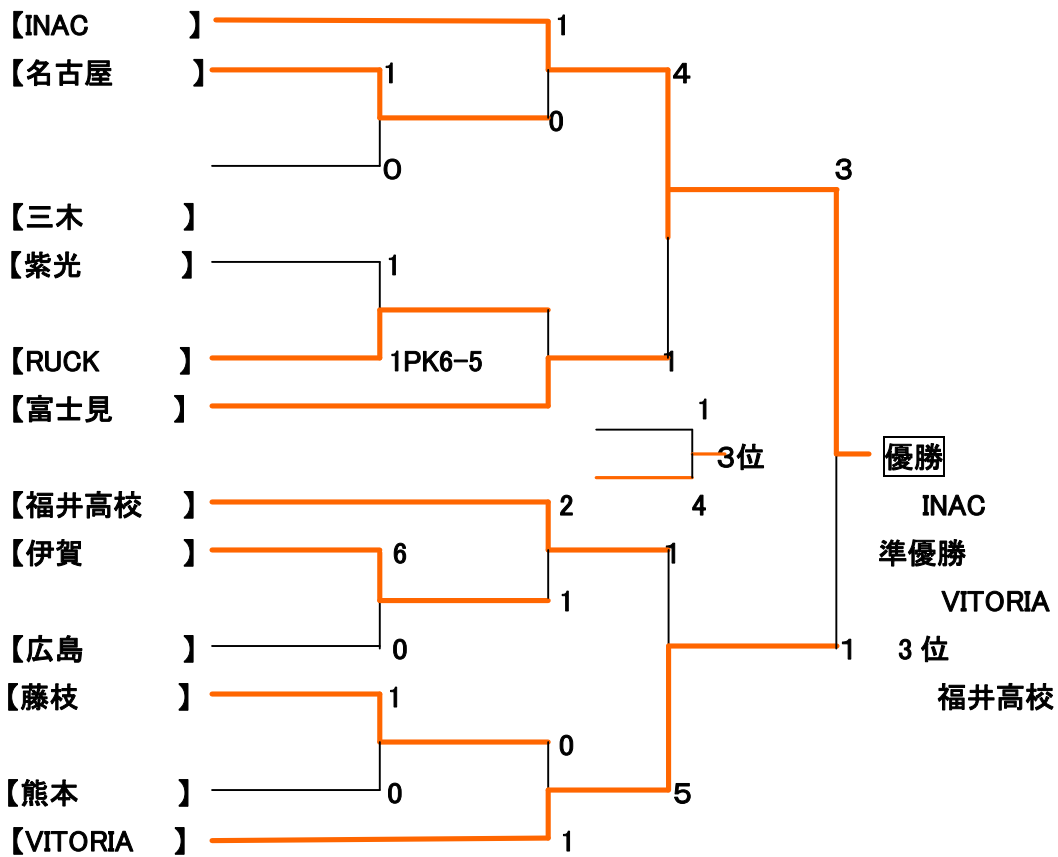 【INAC 】 1
【名古屋 】 1 4
0
0 3
【三木 】
【紫光 】 1
【RUCK 】 1PK6-5 1
【富士見 】 1
3位 優勝
【福井高校 】 2 4 INAC
【伊賀 】 6 1 準優勝
1 VITORIA
【広島 】 0 1 3位
【藤枝 】 1 福井高校
0
【熊本 】 0 5
【VITORIA 】 1